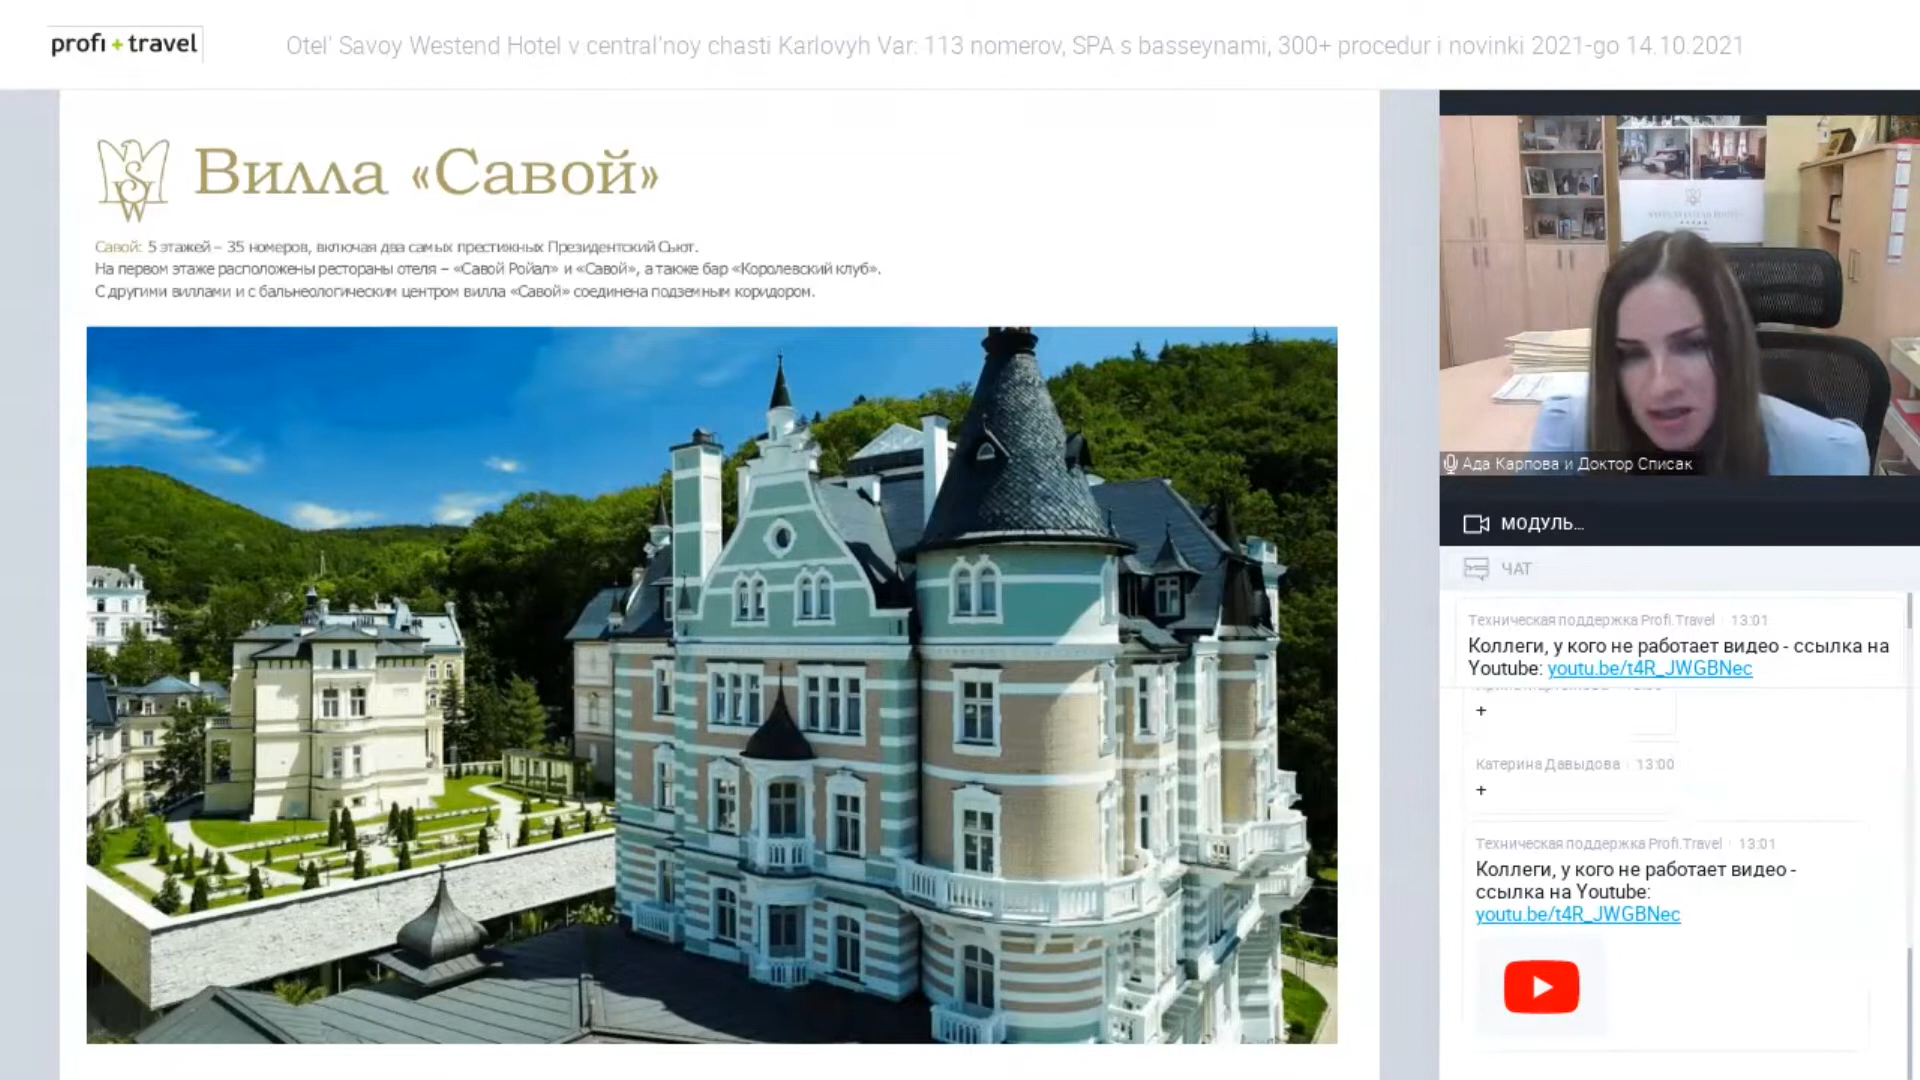 profi + travel
Otel' Savoy Westend Hotel v central'noy chasti Karlovyh Var: 113 nomerov, SPA s basseynami, 300+ procedur i novinki 2021-go 14.10.2021
Вилла «Савой»
Савой: 5 этажей – 35 номеров, включая два самых престижных Президентский Сьют.
На первом этаже расположены рестораны отеля – «Савой Ройал» и «Савой», а также бар «Королевский клуб».
С другими виллами и с бальнеологическим центром вилла «Савой» соединена подземным коридором.
Ада Карпова и Доктор Списак
МОДУЛЬ...
ЧАТ
Техническая поддержка Profi.Travel · 13:01
Коллеги, у кого не работает видео - ссылка на
Youtube: youtu.be/t4R_JWGBNec
+
Катерина Давыдова · 13:00
+
Техническая поддержка Profi.Travel · 13:01
Коллеги, у кого не работает видео -
ссылка на Youtube:
youtu.be/t4R_JWGBNec